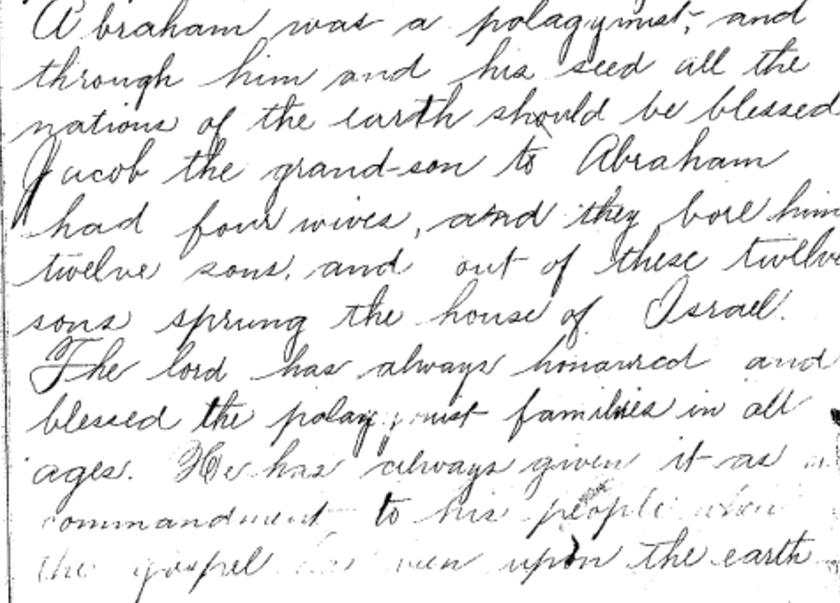 Abraham was a polagymist, and
through him and his seed all the
nations of the earth should be blessed
Jacob the grand-son to Abraham
had four wives, and they bore him
twelve sons, and out of these twelve
sons sprung the house of Israel.
The lord has always honoured and
blessed the families in all
ages. He has always given it as a
commandment to his people when
the gospel has been upon the earth